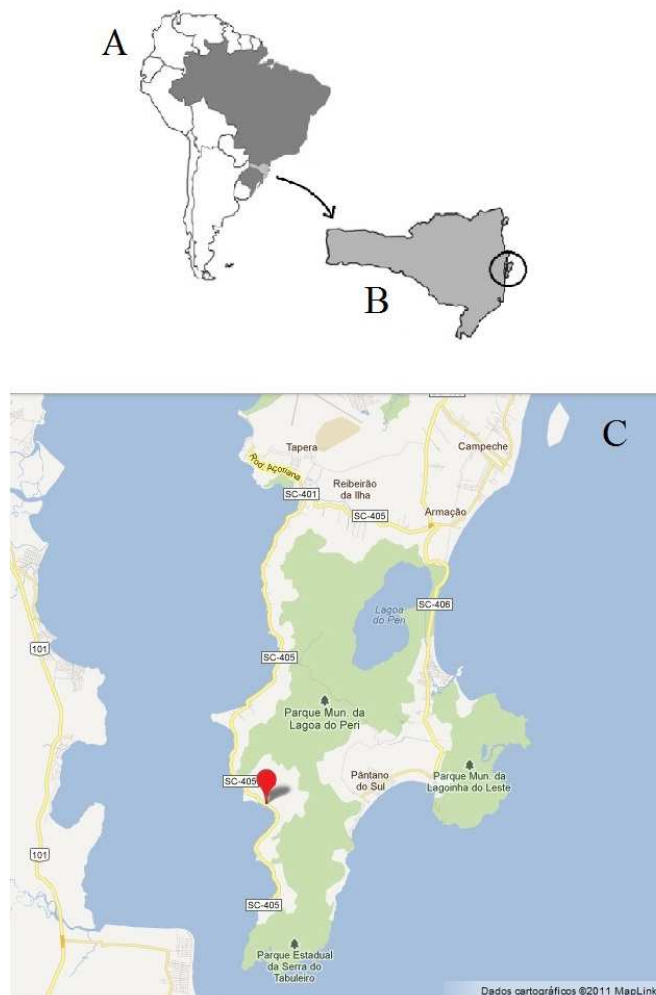 A
B
C
Tapera
Campeche
Rod. Açoriana
Reibeirão
da Ilha
SC-401
SC-405
Armação
Lagoa
do Peri
SC-406
101
SC-405
Parque Mun. da
Lagoa do Peri
SC-405
Pântano
do Sul
Parque Mun. da
Lagoinha do Leste
101
SC-405
Parque Estadual
da Serra do
Tabuleiro
Dados cartográficos ©2011 MapLink